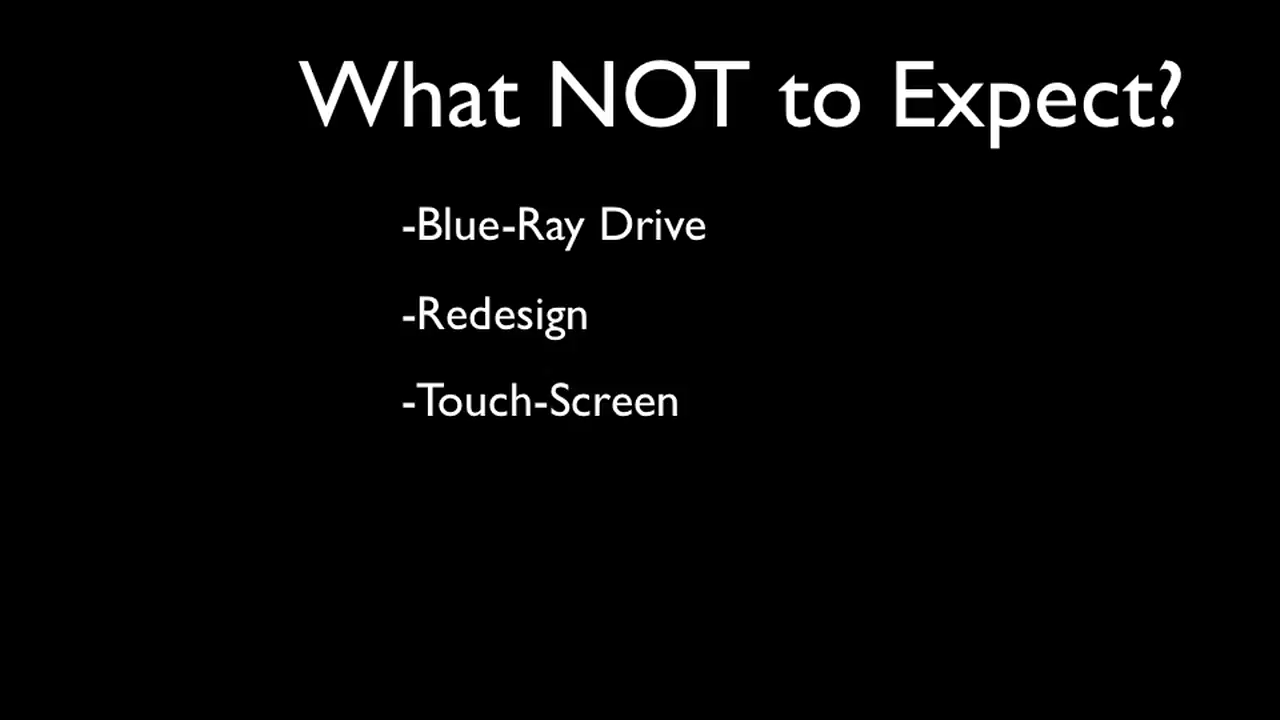 What NOT to Expect?
-Blue-Ray Drive
-Redesign
-Touch-Screen